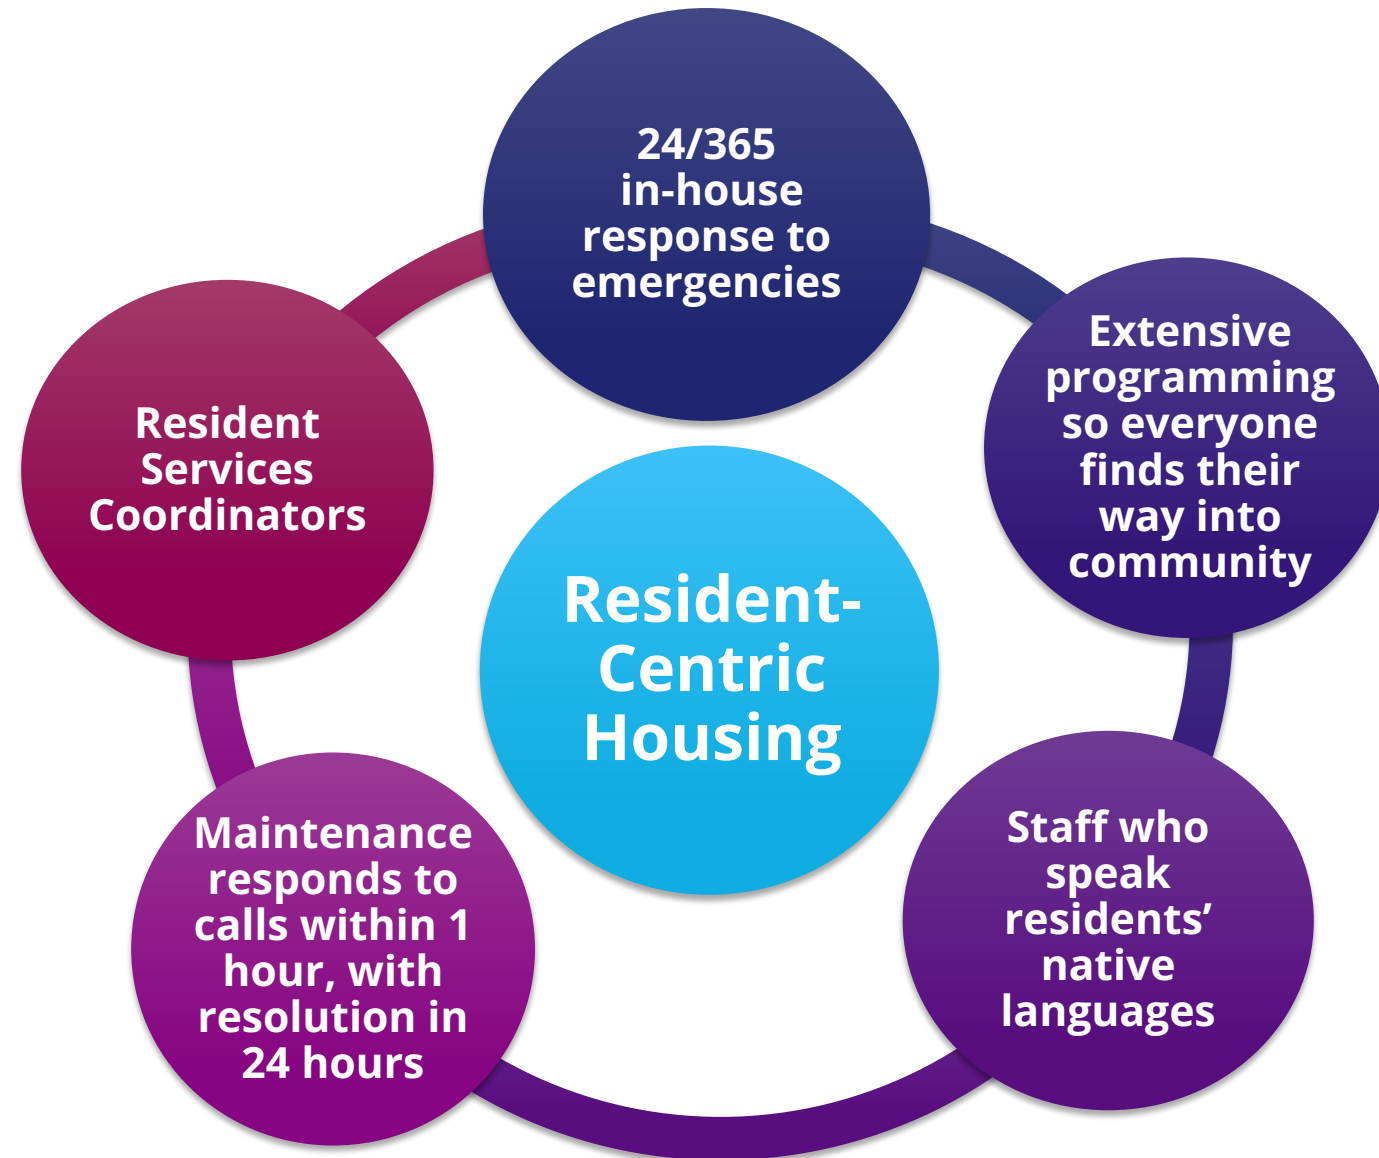 24/365
in-house
response to
emergencies
Extensive
programming
so everyone
finds their
way into
community
Staff who
speak
residents’
native
languages
Maintenance
responds to
calls within 1
hour, with
resolution in
24 hours
Resident
Services
Coordinators
Resident-
Centric
Housing